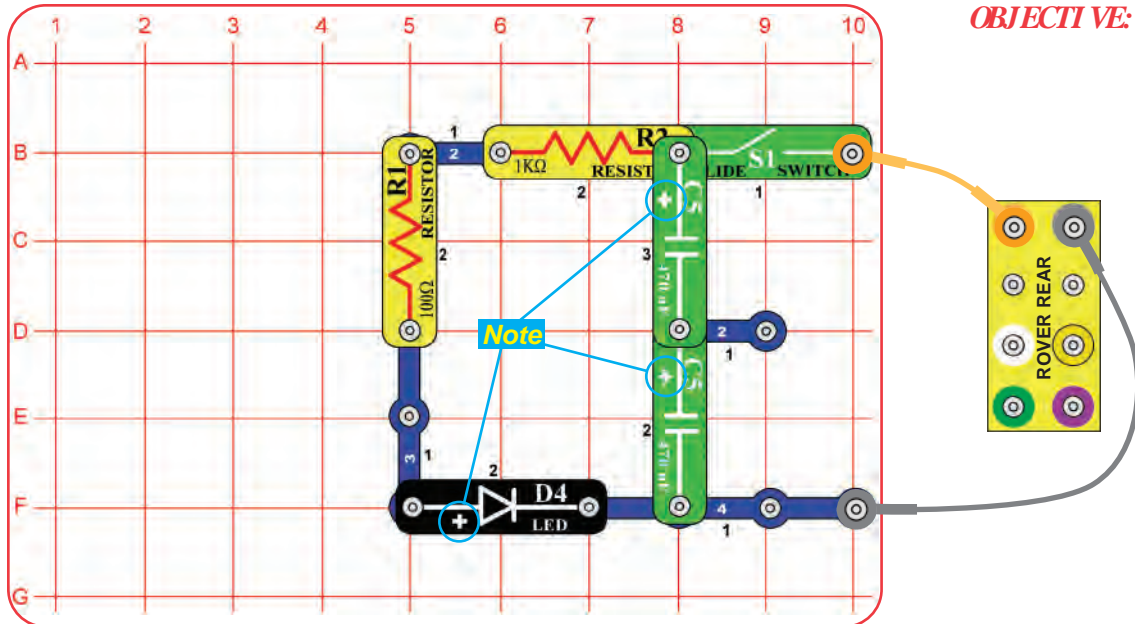 OBJECTIVE:
1 2 3 4 5 6 7 8 9 10
A
B
C
D
E
F
G
1
2
R1
RESISTOR
100Ω
2
R2
1KΩ
RESIST
2
S1
LIDE SWITCH
1
+
C5
470μF
3
2
1
+
C5
470μF
2
Note
3
1
2
+
D4
LED
4
1
ROVER REAR